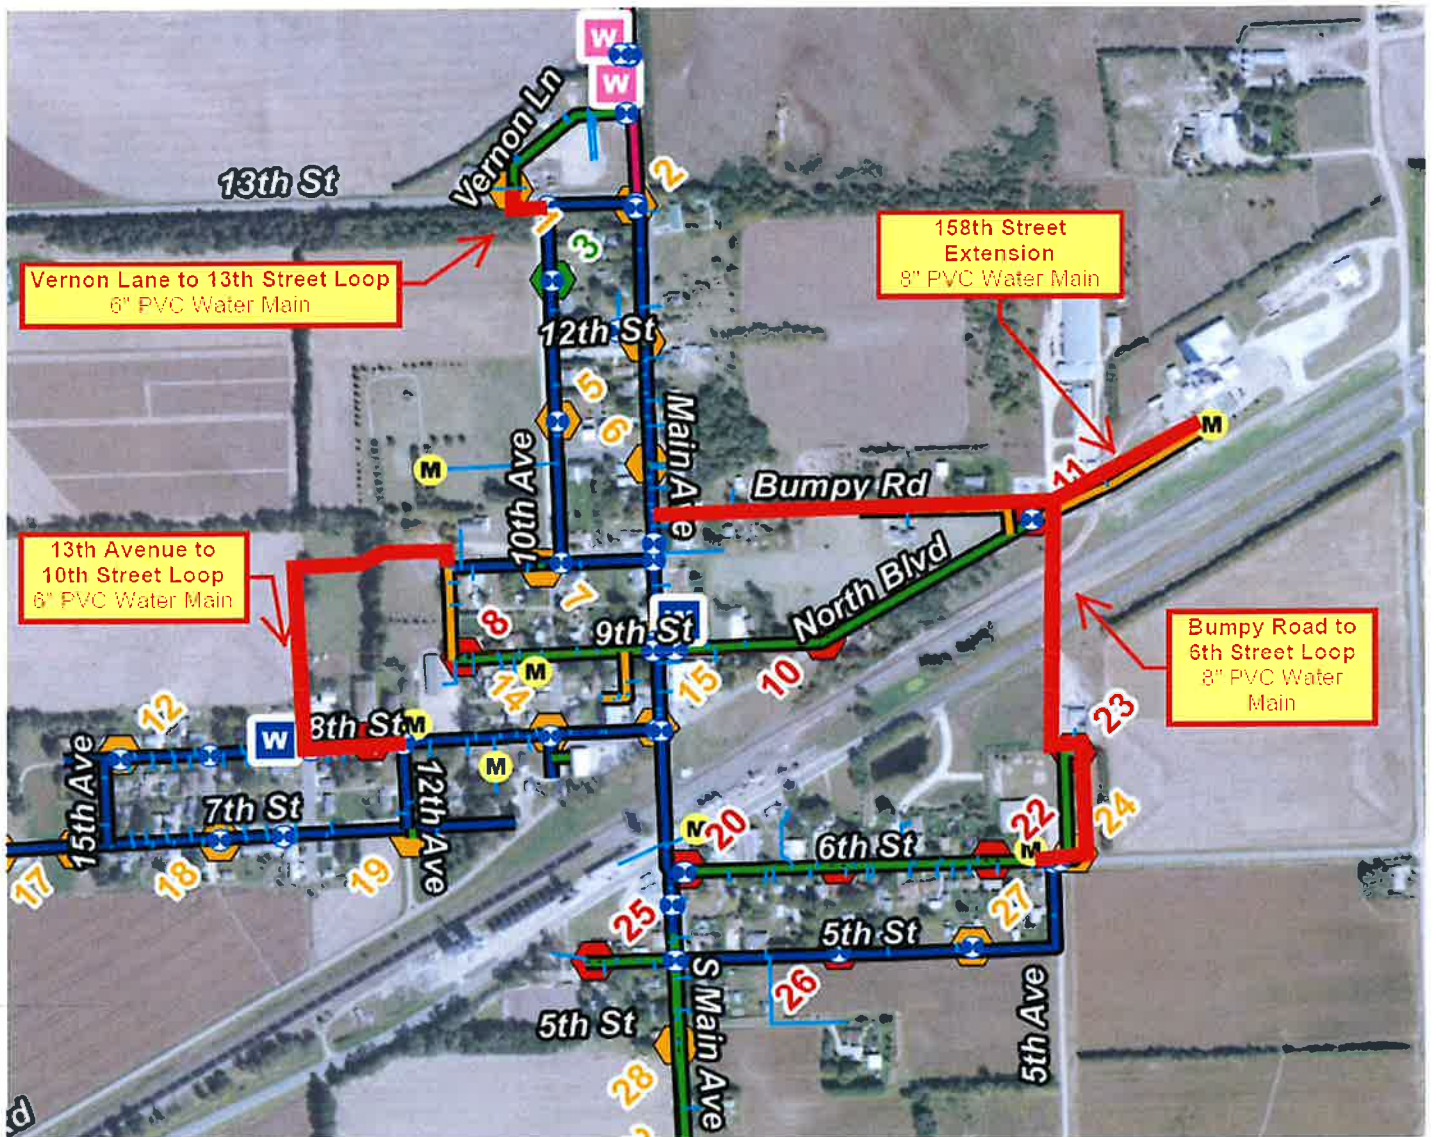 W
W
Vernon Ln
13th St
2
1
3
158th Street
Extension
8" PVC Water Main
Vernon Lane to 13th Street Loop
6" PVC Water Main
12th St
5
6
Main Ave
M
M
10th Ave
Bumpy Rd
11
13th Avenue to
10th Street Loop
6" PVC Water Main
7
8
9th St
North Blvd
Bumpy Road to
6th Street Loop
8" PVC Water
Main
14
M
15
10
12
W
8th St
M
23
15th Ave
M
7th St
12th Ave
M
20
6th St
22
M
24
17
18
19
27
25
5th St
26
5th St
S Main Ave
5th Ave
28